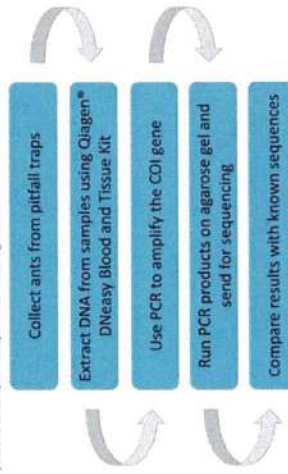 Collect ants from pitfall traps
Extract DNA from samples using Qiagen®
DNeasy Blood and Tissue Kit
Use PCR to amplify the COI gene
Run PCR products on agarose gel and
send for sequencing
Compare results with known sequences